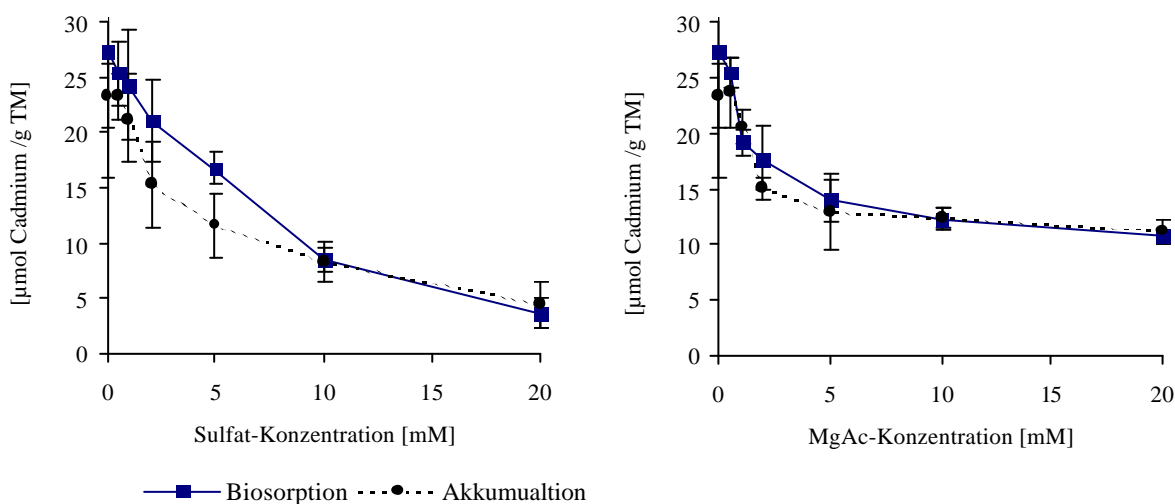 [µmol Cadmium /g TM]
30
25
20
15
10
5
0
0 5 10 15 20
Sulfat-Konzentration [mM]
[µmol Cadmium /g TM]
30
25
20
15
10
5
0
0 5 10 15 20
MgAc-Konzentration [mM]
Biosorption Akkumualtion